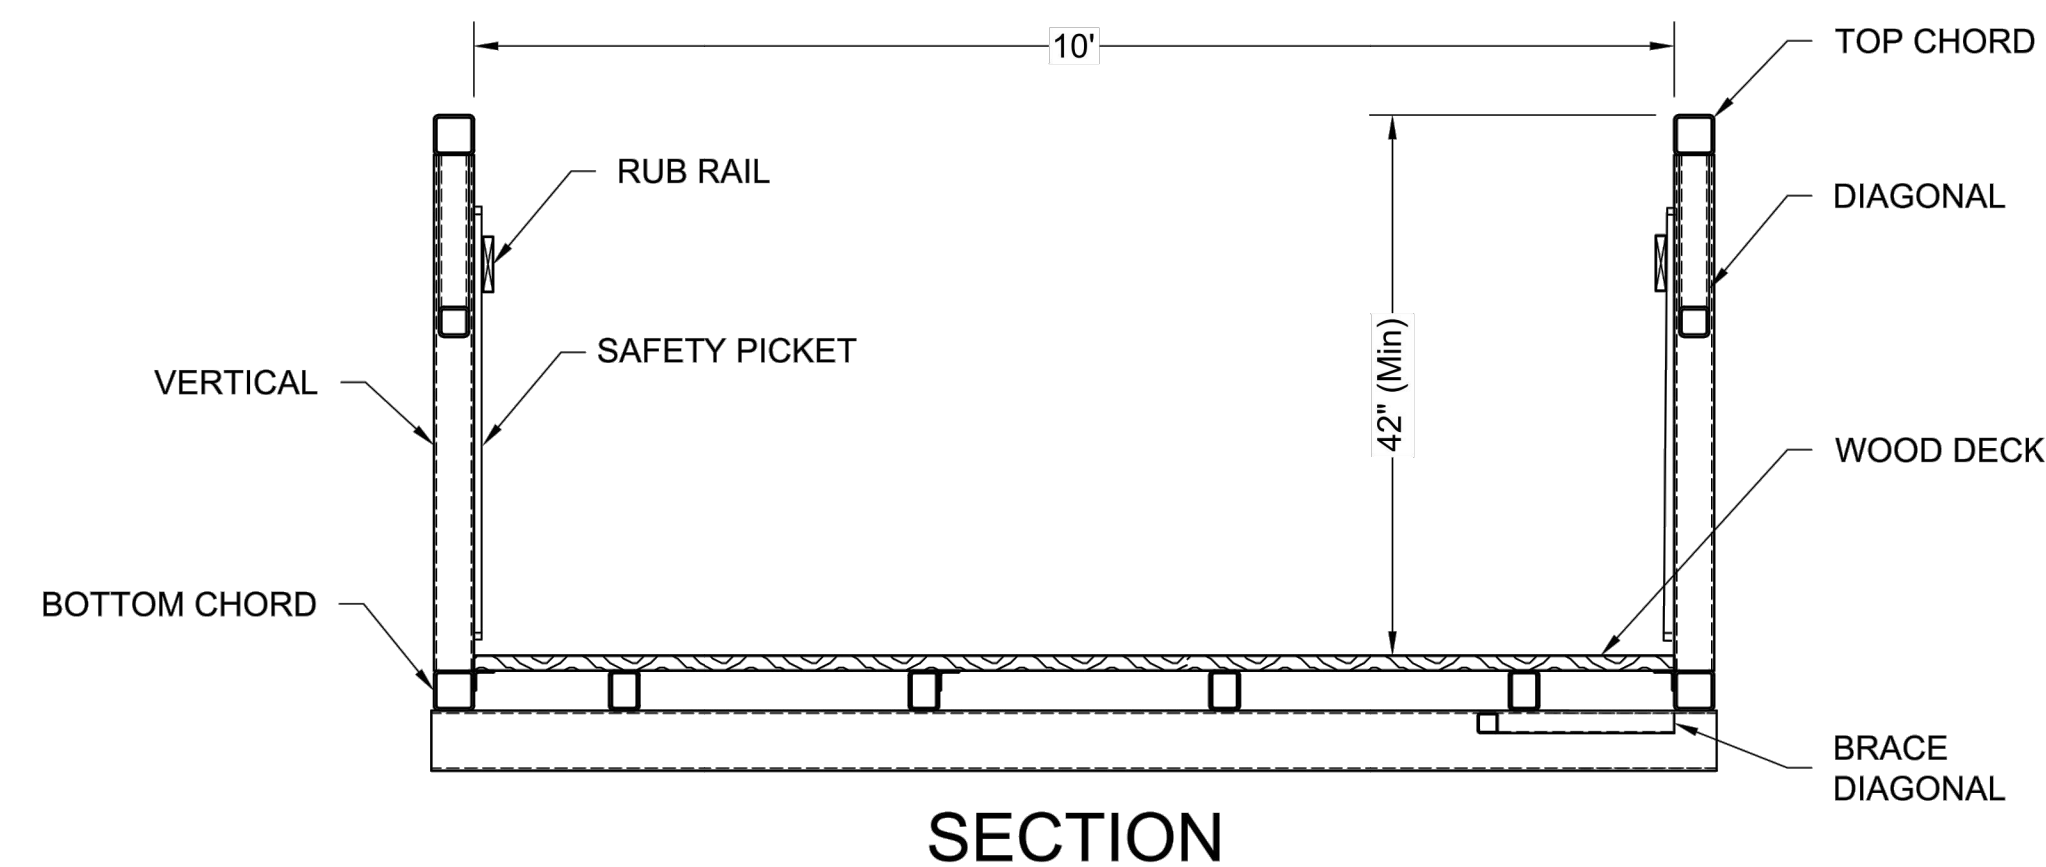 10'
TOP CHORD
RUB RAIL
DIAGONAL
SAFETY PICKET
VERTICAL
42" (Min)
WOOD DECK
BOTTOM CHORD
BRACE
DIAGONAL
SECTION